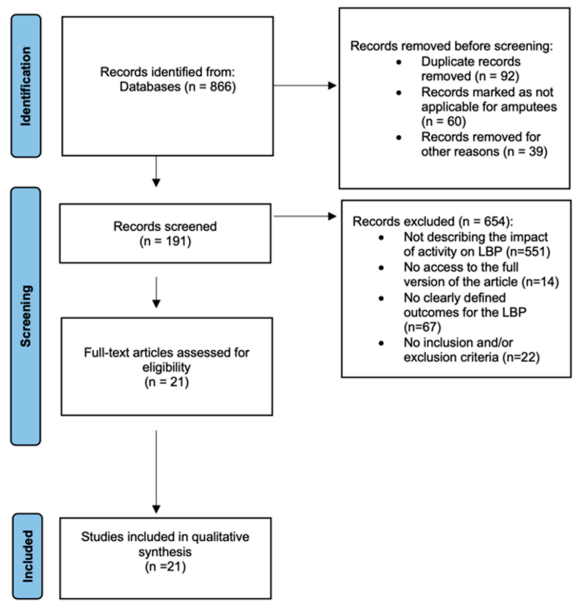 Identification
Records identified from:
Databases (n = 866)
Records removed before screening:
• Duplicate records
removed (n = 92)
• Records marked as not
applicable for amputees
(n = 60)
• Records removed for
other reasons (n = 39)
Screening
Records screened
(n = 191)
Records excluded (n = 654):
• Not describing the impact
of activity on LBP (n=551)
• No access to the full
version of the article (n=14)
• No clearly defined
outcomes for the LBP
(n=67)
• No inclusion and/or
exclusion criteria (n=22)
Full-text articles assessed for
eligibility
(n = 21)
Included
Studies included in qualitative
synthesis
(n =21)